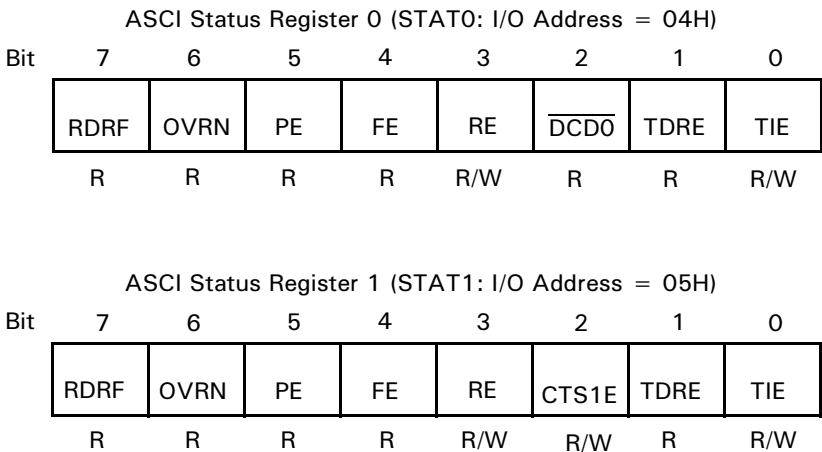 ASCI Status Register 0 (STAT0: I/O Address = 04H)
Bit 7 6 5 4 3 2 1 0
RDRF OVRN PE FE RE D̅C̅D̅0̅ TDRE TIE
R R R R R/W R R R/W
ASCI Status Register 1 (STAT1: I/O Address = 05H)
Bit 7 6 5 4 3 2 1 0
RDRF OVRN PE FE RE CTS1E TDRE TIE
R R R R R/W R/W R R/W